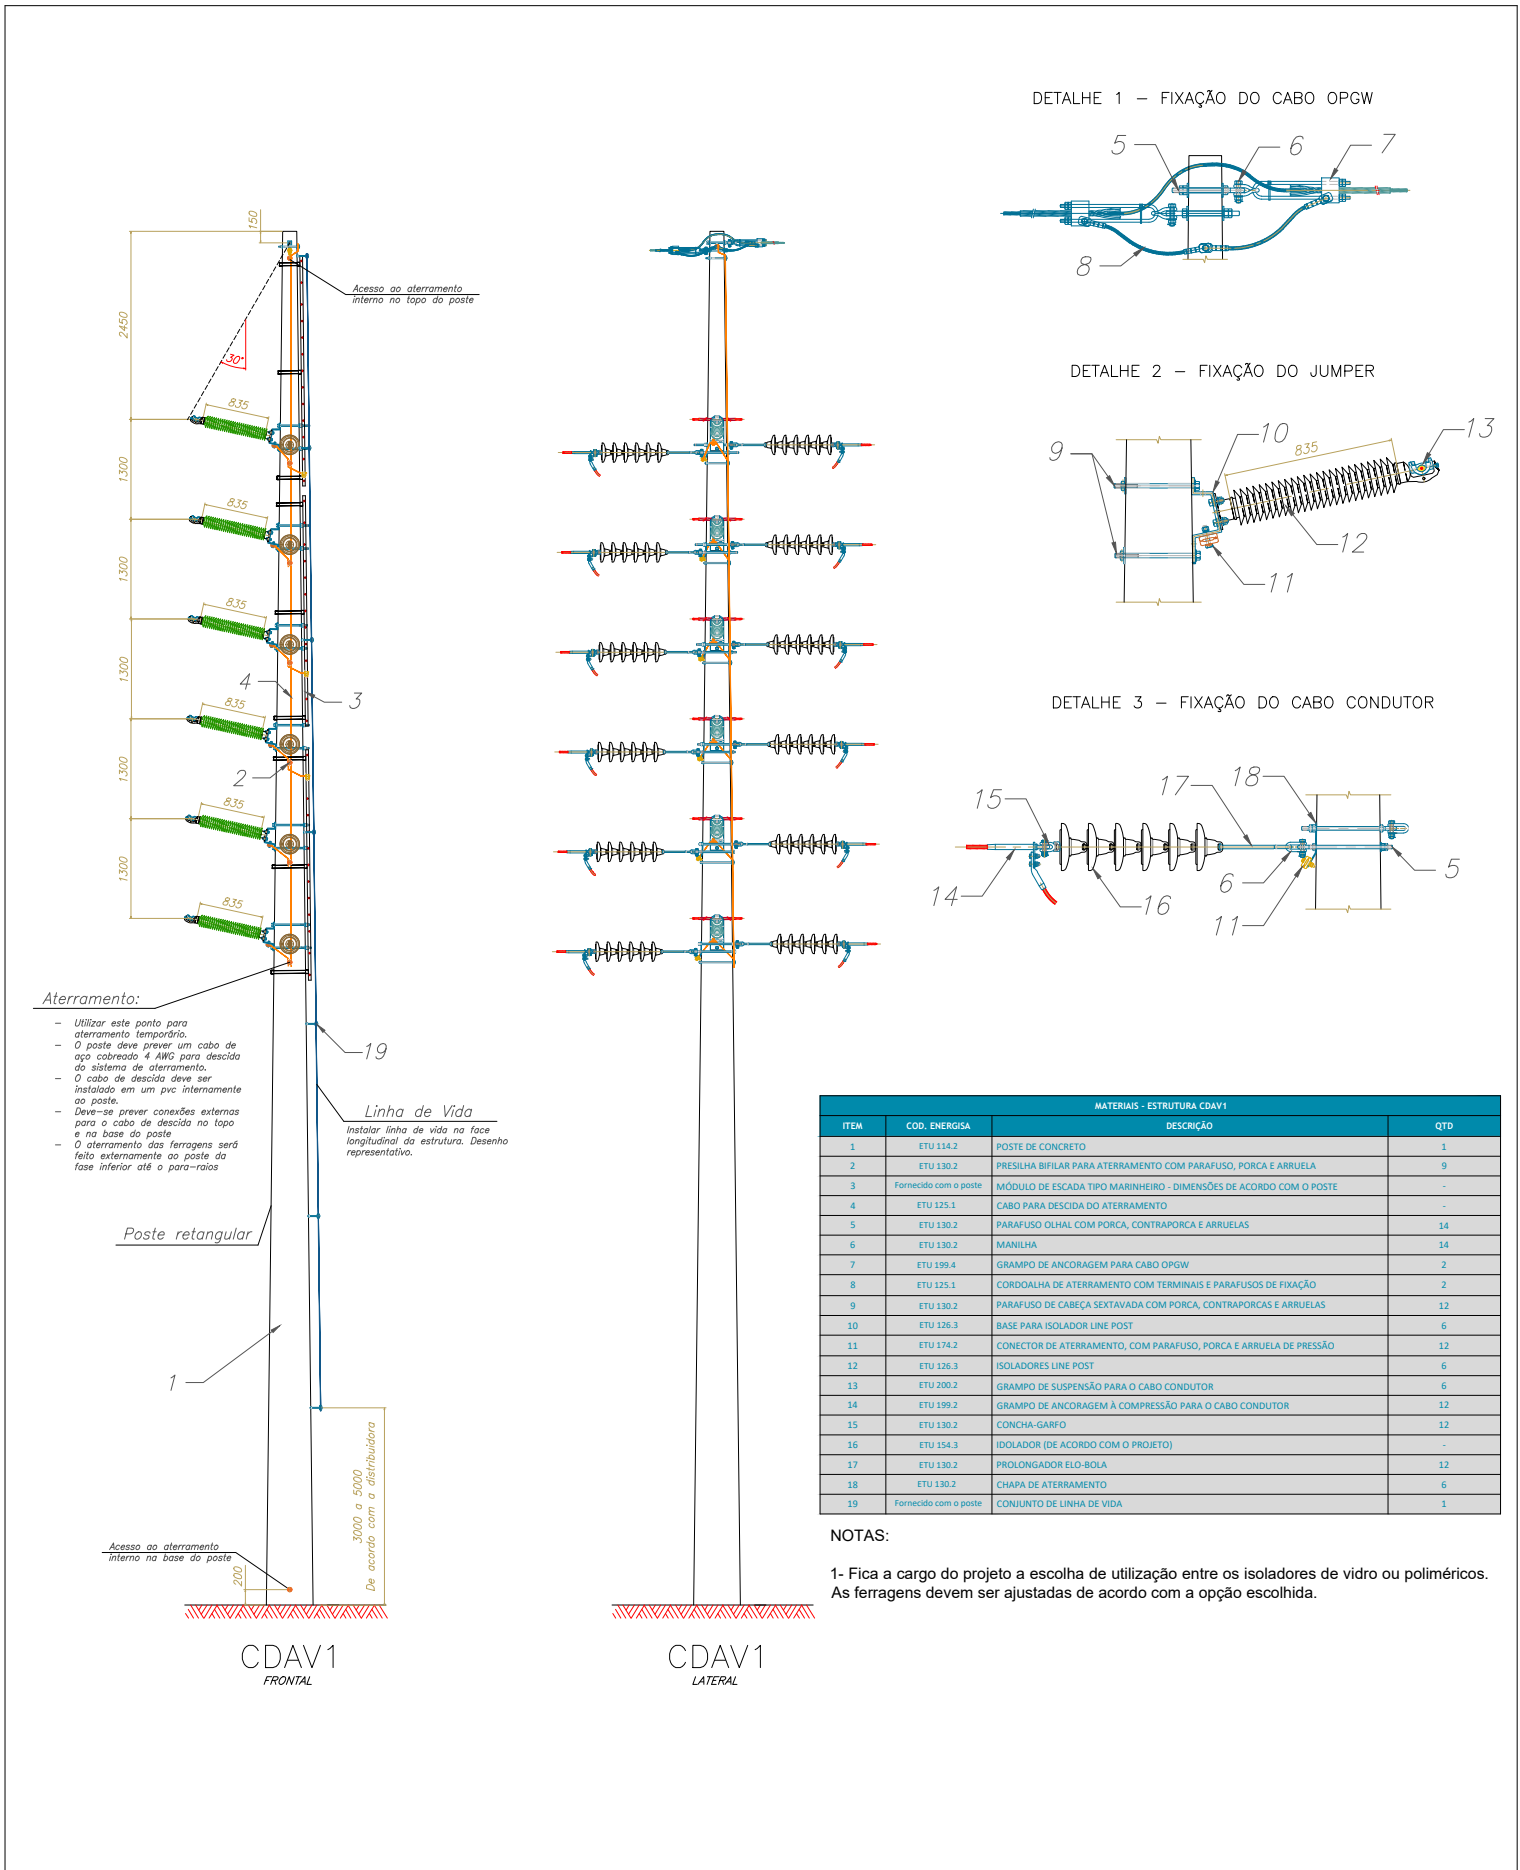 DETALHE 1 – FIXAÇÃO DO CABO OPGW
5
6
7
8
150
2450
30°
Acesso ao aterramento
interno no topo do poste
835
1300
835
1300
835
1300
835
1300
835
1300
835
4
3
2
DETALHE 2 – FIXAÇÃO DO JUMPER
9
10
835
13
12
11
DETALHE 3 – FIXAÇÃO DO CABO CONDUTOR
15
17
18
14
16
6
11
5
Aterramento:
– Utilizar este ponto para
aterramento temporário.
– O poste deve prever um cabo de
aço cobreado 4 AWG para descida
do sistema de aterramento.
– O cabo de descida deve ser
instalado em um pvc internamente
ao poste.
– Deve-se prever conexões externas
para o cabo de descida no topo
e na base do poste
– O aterramento das ferragens será
feito externamente ao poste da
fase inferior até o para-raios
19
Linha de Vida
Instalar linha de vida na face
longitudinal da estrutura. Desenho
representativo.
Poste retangular
1
3000 a 5000
De acordo com a distribuidora
Acesso ao aterramento
interno na base do poste
200
CDAV1
FRONTAL
CDAV1
LATERAL
MATERIAIS - ESTRUTURA CDAV1
ITEM COD. ENERGISA DESCRIÇÃO QTD
1 ETU 114.2 POSTE DE CONCRETO 1
2 ETU 130.2 PRESILHA BIFILAR PARA ATERRAMENTO COM PARAFUSO, PORCA E ARRUELA 9
3 Fornecido com o poste MÓDULO DE ESCADA TIPO MARINHEIRO - DIMENSÕES DE ACORDO COM O POSTE -
4 ETU 125.1 CABO PARA DESCIDA DO ATERRAMENTO -
5 ETU 130.2 PARAFUSO OLHAL COM PORCA, CONTRAPORCA E ARRUELAS 14
6 ETU 130.2 MANILHA 14
7 ETU 199.4 GRAMPO DE ANCORAGEM PARA CABO OPGW 2
8 ETU 125.1 CORDOALHA DE ATERRAMENTO COM TERMINAIS E PARAFUSOS DE FIXAÇÃO 2
9 ETU 130.2 PARAFUSO DE CABEÇA SEXTAVADA COM PORCA, CONTRAPORCAS E ARRUELAS 12
10 ETU 126.3 BASE PARA ISOLADOR LINE POST 6
11 ETU 174.2 CONECTOR DE ATERRAMENTO, COM PARAFUSO, PORCA E ARRUELA DE PRESSÃO 12
12 ETU 126.3 ISOLADORES LINE POST 6
13 ETU 200.2 GRAMPO DE SUSPENSÃO PARA O CABO CONDUTOR 6
14 ETU 199.2 GRAMPO DE ANCORAGEM À COMPRESSÃO PARA O CABO CONDUTOR 12
15 ETU 130.2 CONCHA-GARFO 12
16 ETU 154.3 IDOLADOR (DE ACORDO COM O PROJETO) -
17 ETU 130.2 PROLONGADOR ELO-BOLA 12
18 ETU 130.2 CHAPA DE ATERRAMENTO 6
19 Fornecido com o poste CONJUNTO DE LINHA DE VIDA 1
NOTAS:
1- Fica a cargo do projeto a escolha de utilização entre os isoladores de vidro ou poliméricos.
As ferragens devem ser ajustadas de acordo com a opção escolhida.